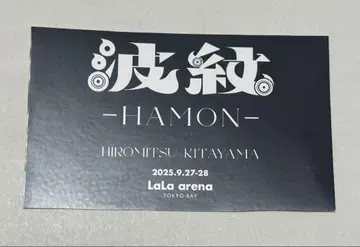 波紋
-HAMON-
HIROMITSU KITAYAMA
2025.9.27-28
LaLa arena
TOKYO-BAY